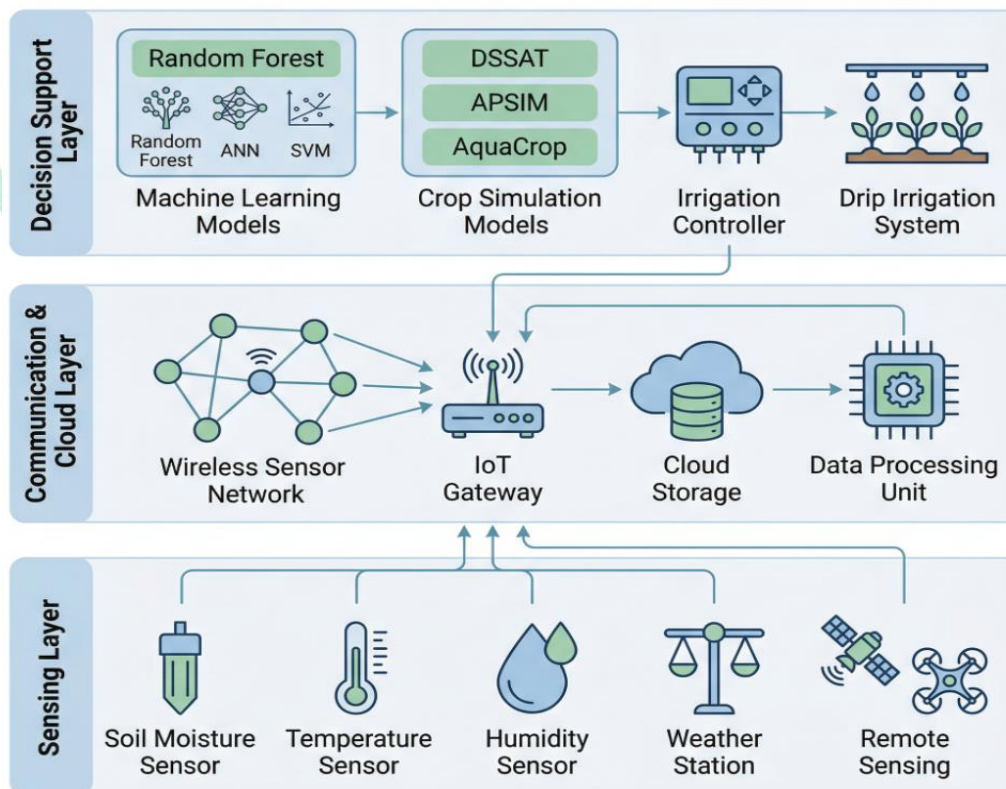 Decision Support
Layer
Random Forest
Random
Forest
ANN
SVM
Machine Learning
Models
DSSAT
APSIM
AquaCrop
Crop Simulation
Models
Irrigation
Controller
Drip Irrigation
System
Communication &
Cloud Layer
Wireless Sensor
Network
IoT
Gateway
Cloud
Storage
Data Processing
Unit
Sensing Layer
Soil Moisture
Sensor
Temperature
Sensor
Humidity
Sensor
Weather
Station
Remote
Sensing